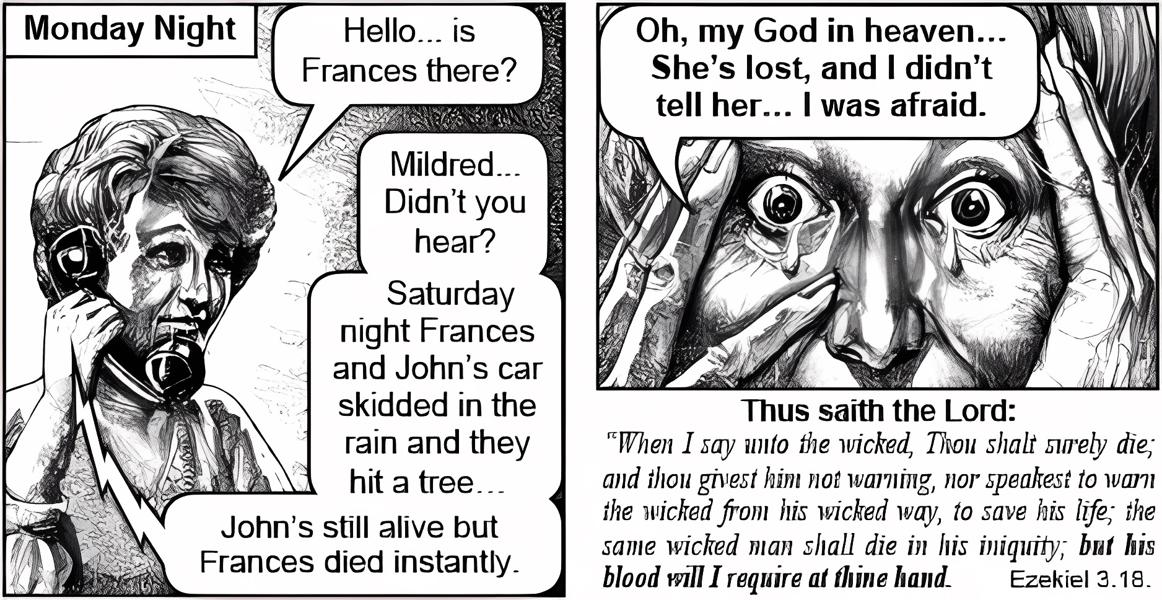 Monday Night
Hello... is
Frances there?
Mildred...
Didn't you
hear?
Saturday
night Frances
and John's car
skidded in the
rain and they
hit a tree...
John's still alive but
Frances died instantly.
Oh, my God in heaven...
She's lost, and I didn't
tell her... I was afraid.
Thus saith the Lord:
"When I say unto the wicked, Thou shalt surely die;
and thou givest him not warning, nor speakest to warn
the wicked from his wicked way, to save his life; the
same wicked man shall die in his iniquity; but his
blood will I require at thine hand.
Ezekiel 3.18.